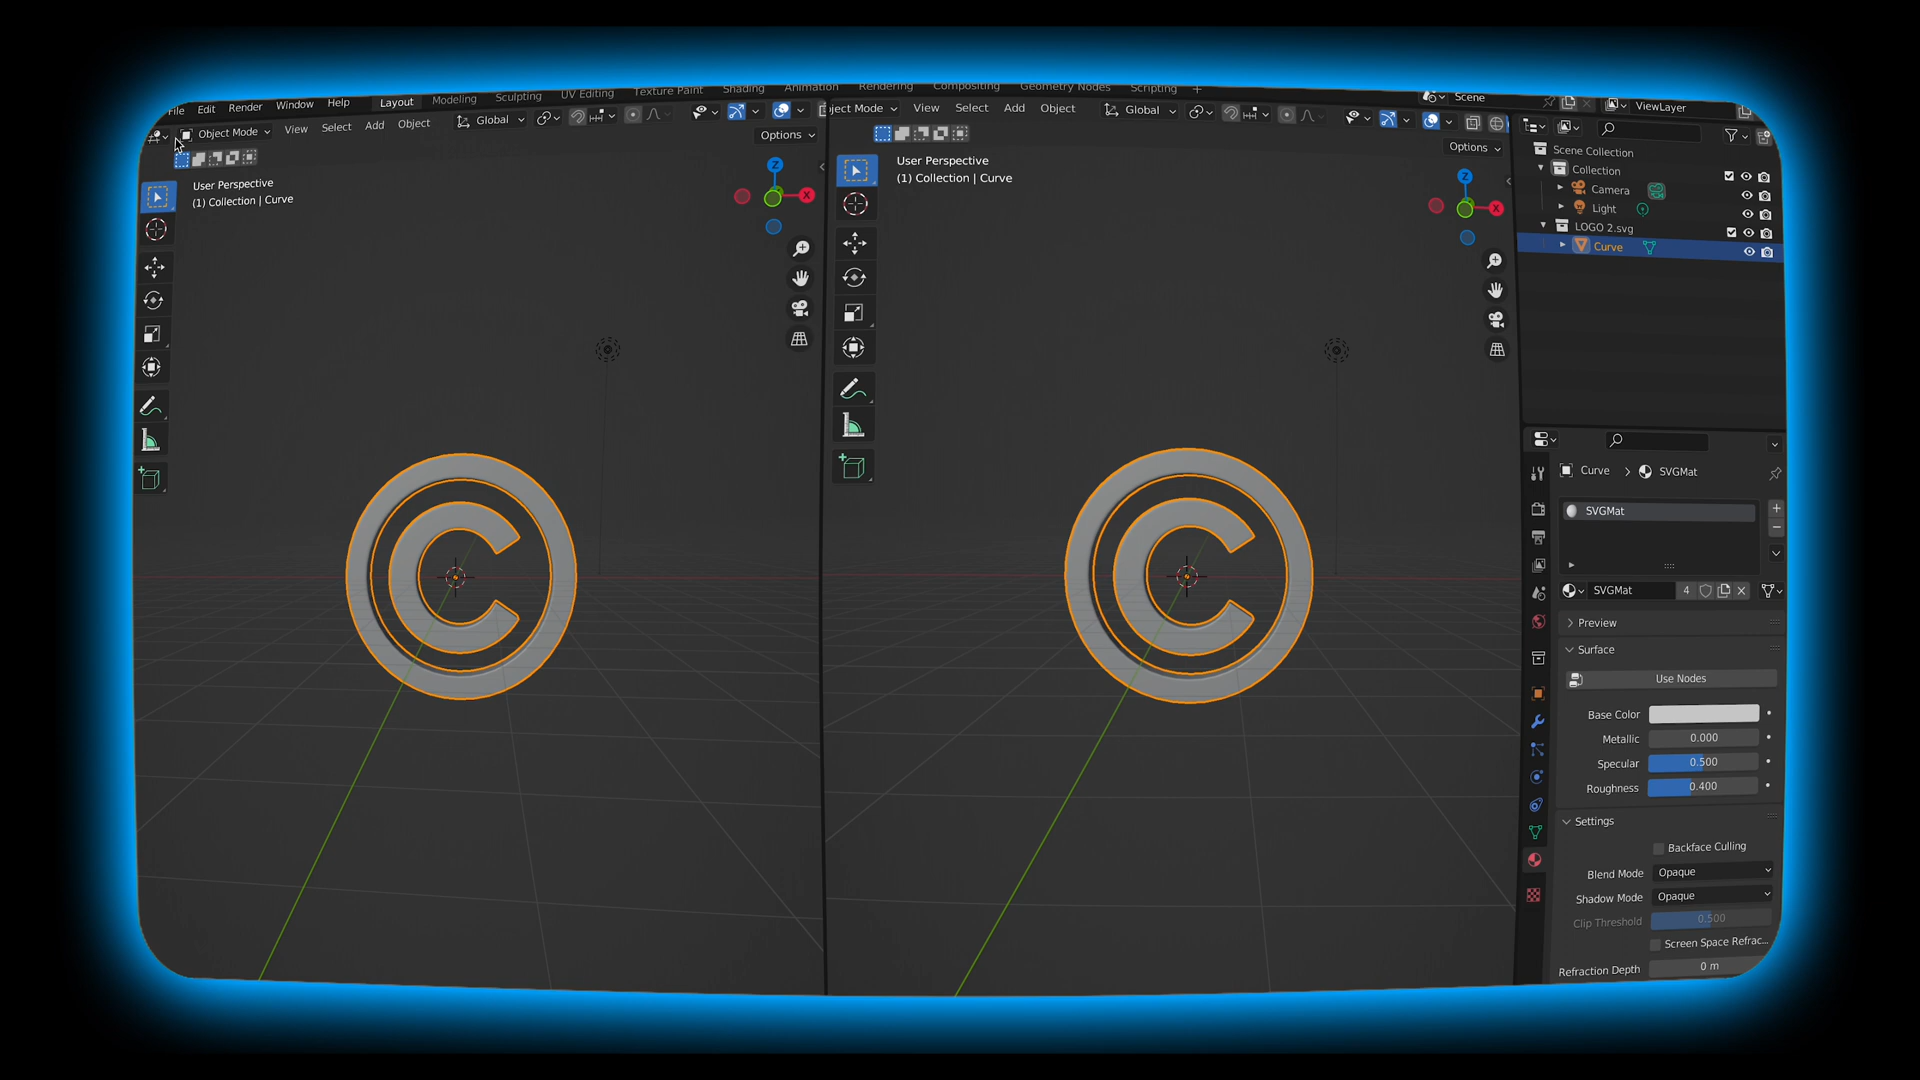 File Edit Render Window Help Layout Modeling Sculpting UV Editing Texture Paint Shading Animation Rendering Compositing Geometry Nodes Scripting +
Scene
ViewLayer
Object Mode View Select Add Object
Global
Options
User Perspective
(1) Collection | Curve
Z
X
ject Mode View Select Add Object
Global
Options
User Perspective
(1) Collection | Curve
Z
X
©
©
Scene Collection
Collection
Camera
Light
LOGO 2.svg
Curve
Curve > SVGMat
SVGMat
SVGMat 4
Preview
Surface
Use Nodes
Base Color
Metallic 0.000
Specular 0.500
Roughness 0.400
Settings
Backface Culling
Blend Mode Opaque
Shadow Mode Opaque
Clip Threshold 0.500
Screen Space Refrac...
Refraction Depth 0 m